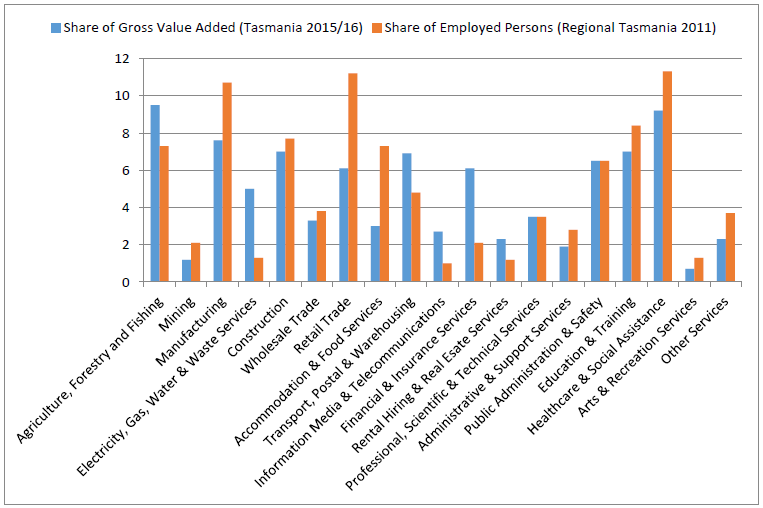 Share of Gross Value Added (Tasmania 2015/16) Share of Employed Persons (Regional Tasmania 2011)
12
10
8
6
4
2
0
Agriculture, Forestry and Fishing
Mining
Manufacturing
Electricity, Gas, Water & Waste Services
Construction
Wholesale Trade
Retail Trade
Accommodation & Food Services
Transport, Postal & Warehousing
Information Media & Telecommunications
Financial & Insurance Services
Rental Hiring & Real Esate Services
Professional, Scientific & Technical Services
Administrative & Support Services
Public Administration & Safety
Education & Training
Healthcare & Social Assistance
Arts & Recreation Services
Other Services